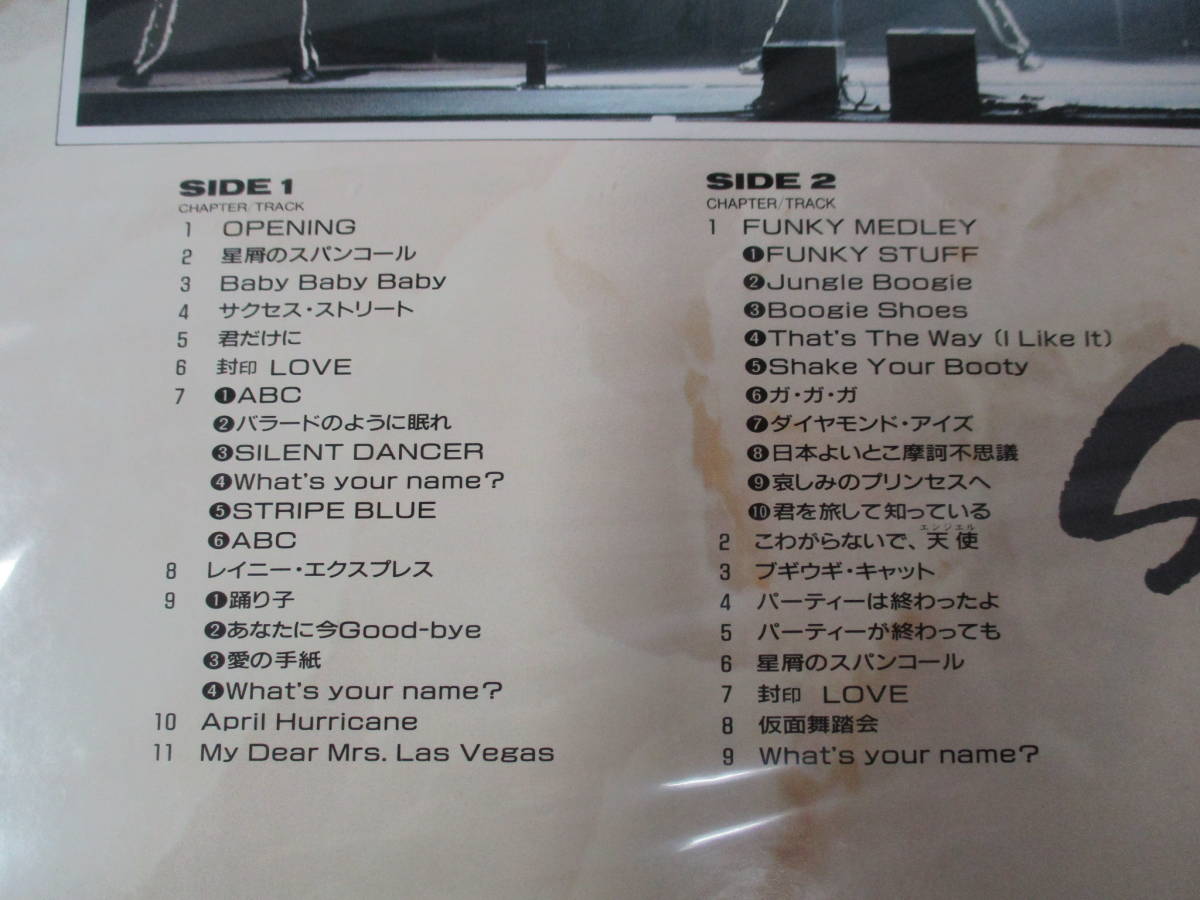 SIDE 1
CHAPTER/TRACK
1 OPENING
2 星屑のスパンコール
3 Baby Baby Baby
4 サクセス・ストリート
5 君だけに
6 封印 LOVE
7 ❶ABC
❷バラードのように眠れ
❸SILENT DANCER
❹What's your name?
❺STRIPE BLUE
❻ABC
8 レイニー・エクスプレス
9 ❶踊り子
❷あなたに今Good-bye
❸愛の手紙
❹What's your name?
10 April Hurricane
11 My Dear Mrs. Las Vegas
SIDE 2
CHAPTER/TRACK
1 FUNKY MEDLEY
❶FUNKY STUFF
❷Jungle Boogie
❸Boogie Shoes
❹That's The Way (I Like It)
❺Shake Your Booty
❻ガ・ガ・ガ
❼ダイヤモンド・アイズ
❽日本よいとこ摩訶不思議
❾哀しみのプリンセスへ
❿君を旅して知っている
エンジェル
2 こわがらないで、天使
3 ブギウギ・キャット
4 パーティーは終わったよ
5 パーティーが終わっても
6 星屑のスパンコール
7 封印 LOVE
8 仮面舞踏会
9 What's your name?